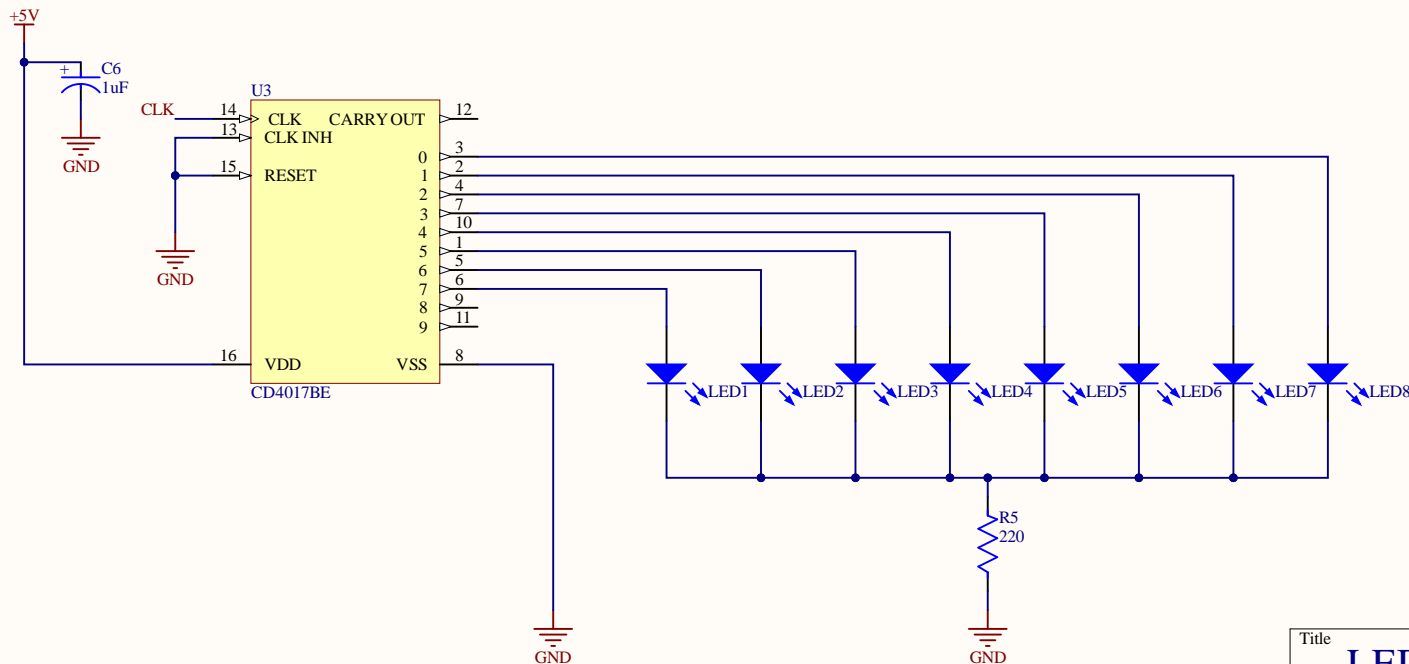 +5V
+
C6
1uF
GND
U3
CLK
14
CLK
CARRY OUT
12
13
CLK INH
0
3
15
RESET
1
2
2
4
3
7
4
10
5
1
6
5
7
6
8
9
9
11
GND
16
VDD
VSS
8
CD4017BE
LED1
LED2
LED3
LED4
LED5
LED6
LED7
LED8
R5
220
GND
GND
Title
LED